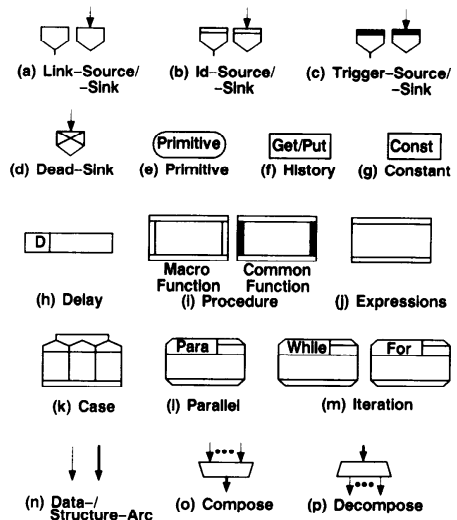 (a) Link-Source/
-Sink
(b) Id-Source/
-Sink
(c) Trigger-Source/
-Sink
Primitive
Get/Put
Const
(d) Dead-Sink
(e) Primitive
(f) History
(g) Constant
D
(h) Delay
Macro
Function
Common
Function
(i) Procedure
(j) Expressions
Para
While
For
(k) Case
(l) Parallel
(m) Iteration
(n) Data-/
Structure-Arc
(o) Compose
(p) Decompose